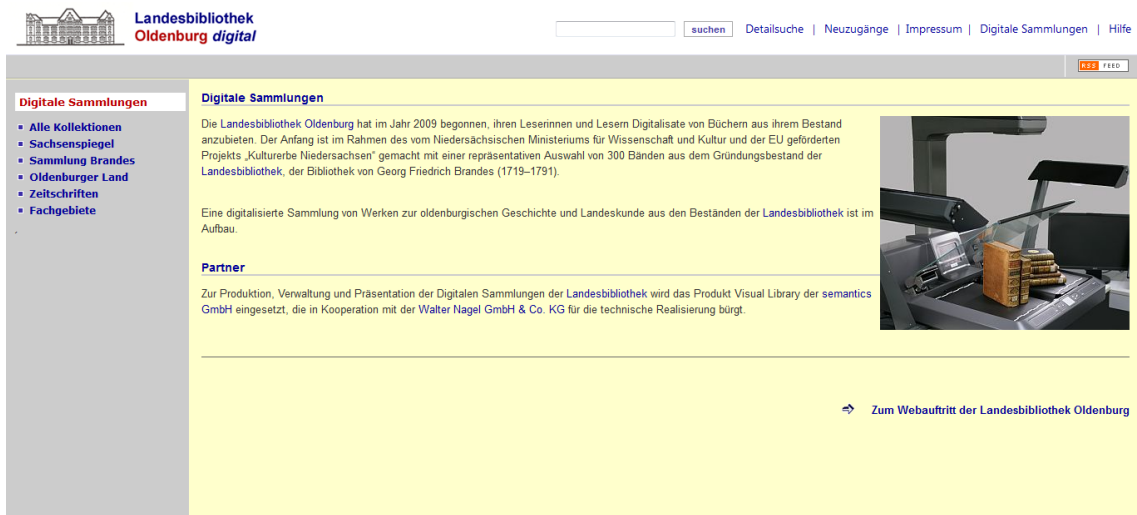 Landesbibliothek
Oldenburg digital
suchen
Detailsuche | Neuzugänge | Impressum | Digitale Sammlungen | Hilfe
RSS FEED
Digitale Sammlungen
Alle Kollektionen
Sachsenspiegel
Sammlung Brandes
Oldenburger Land
Zeitschriften
Fachgebiete
Digitale Sammlungen
Die Landesbibliothek Oldenburg hat im Jahr 2009 begonnen, ihren Leserinnen und Lesern Digitalisate von Büchern aus ihrem Bestand
anzubieten. Der Anfang ist im Rahmen des vom Niedersächsischen Ministeriums für Wissenschaft und Kultur und der EU geförderten
Projekts „Kulturerbe Niedersachsen“ gemacht mit einer repräsentativen Auswahl von 300 Bänden aus dem Gründungsbestand der
Landesbibliothek, der Bibliothek von Georg Friedrich Brandes (1719–1791).
Eine digitalisierte Sammlung von Werken zur oldenburgischen Geschichte und Landeskunde aus den Beständen der Landesbibliothek ist im
Aufbau.
Partner
Zur Produktion, Verwaltung und Präsentation der Digitalen Sammlungen der Landesbibliothek wird das Produkt Visual Library der semantics
GmbH eingesetzt, die in Kooperation mit der Walter Nagel GmbH & Co. KG für die technische Realisierung bürgt.
Zum Webauftritt der Landesbibliothek Oldenburg